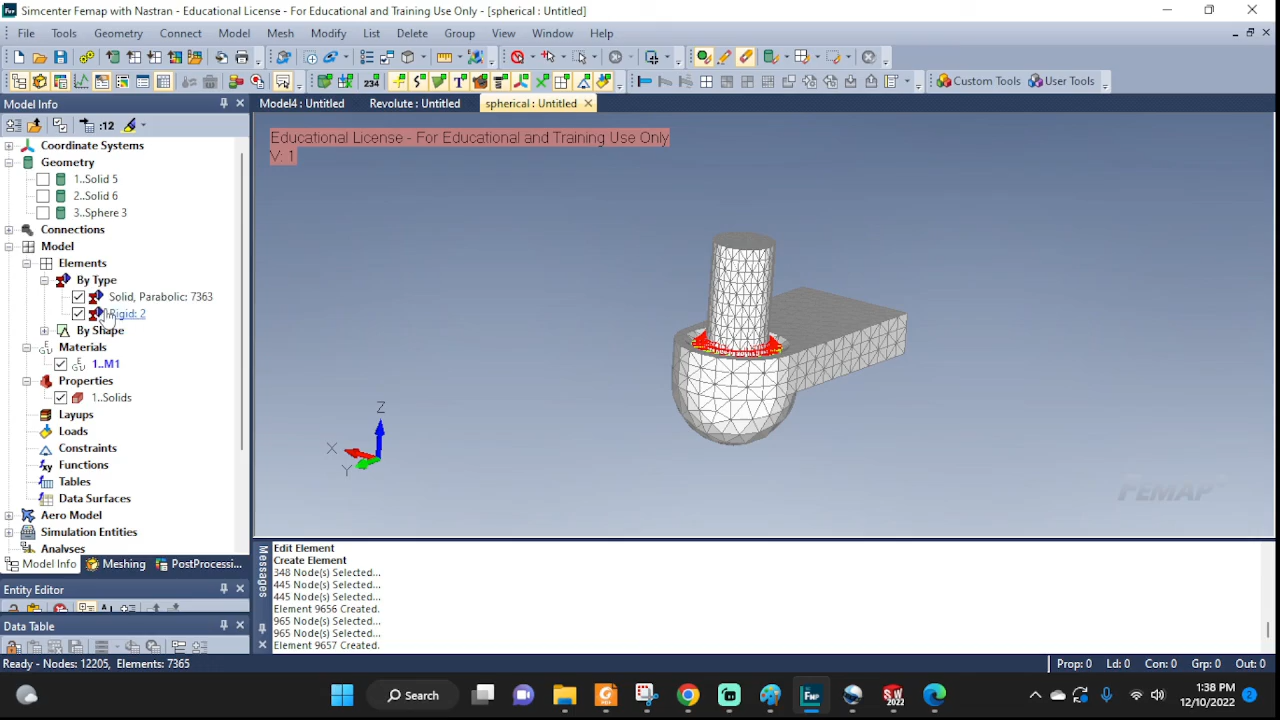 Simcenter Femap with Nastran - Educational License - For Educational and Training Use Only - [spherical : Untitled]
File Tools Geometry Connect Model Mesh Modify List Delete Group View Window Help
234 Custom Tools User Tools
Model Info
Model4 : Untitled Revolute : Untitled spherical : Untitled
:12
Educational License - For Educational and Training Use Only
V: 1
Coordinate Systems
Geometry
1..Solid 5
2..Solid 6
3..Sphere 3
Connections
Model
Elements
By Type
Solid, Parabolic: 7363
Rigid: 2
By Shape
Materials
1..M1
Properties
1..Solids
Layups
Loads
Constraints
Functions
Tables
Data Surfaces
Aero Model
Simulation Entities
Analyses
Z
X
Y
FEMAP
Model Info Meshing PostProcessi...
Entity Editor
Data Table
Messages
Edit Element
Create Element
348 Node(s) Selected...
445 Node(s) Selected...
445 Node(s) Selected...
Element 9656 Created.
965 Node(s) Selected...
965 Node(s) Selected...
Element 9657 Created.
Ready - Nodes: 12205, Elements: 7365 Prop: 0 Ld: 0 Con: 0 Grp: 0 Out: 0
Search
1:38 PM
12/10/2022